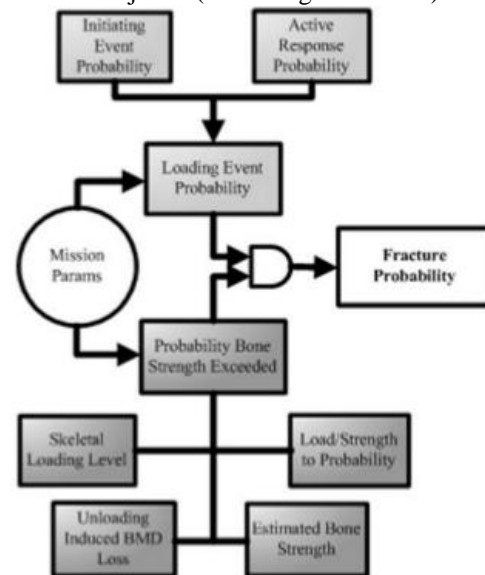 Initiating
Event
Probability
Active
Response
Probability
Loading Event
Probability
Mission
Params
Fracture
Probability
Probability Bone
Strength Exceeded
Skeletal
Loading Level
Load/Strength
to Probability
Unloading
Induced BMD
Loss
Estimated Bone
Strength